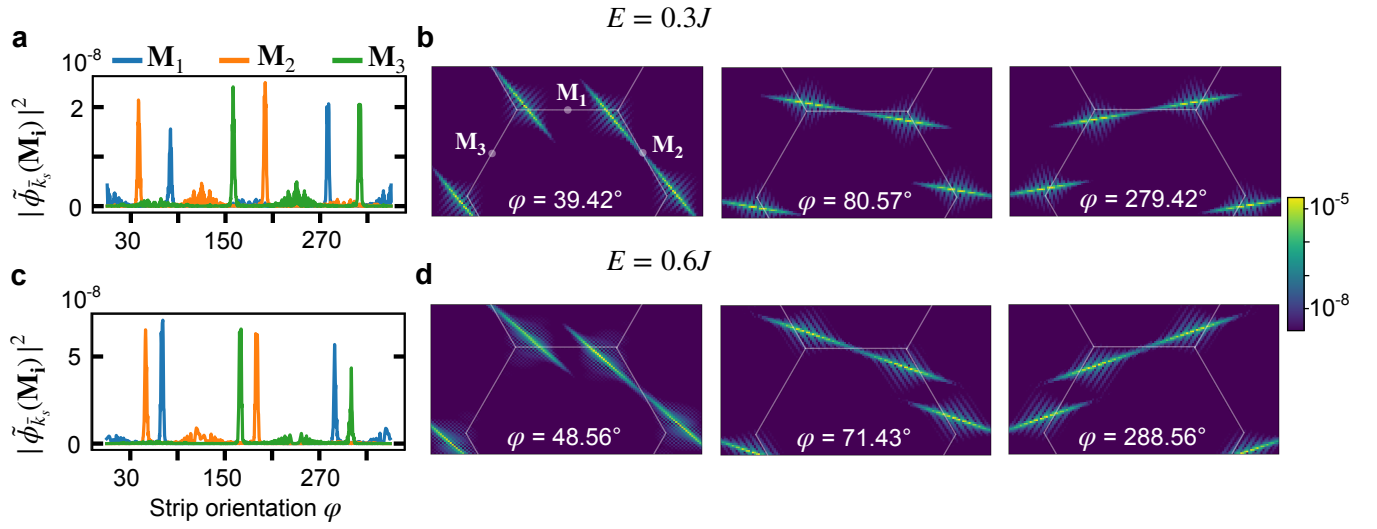 E = 0.3J
a
b
10⁻⁸
M₁ M₂ M₃
2
0
|φ̃_k̄ₛ(Mᵢ)|²
30 150 270
M₁
M₃
M₂
φ = 39.42°
φ = 80.57°
φ = 279.42°
10⁻⁵
10⁻⁸
E = 0.6J
c
d
10⁻⁸
5
0
|φ̃_k̄ₛ(Mᵢ)|²
30 150 270
Strip orientation φ
φ = 48.56°
φ = 71.43°
φ = 288.56°